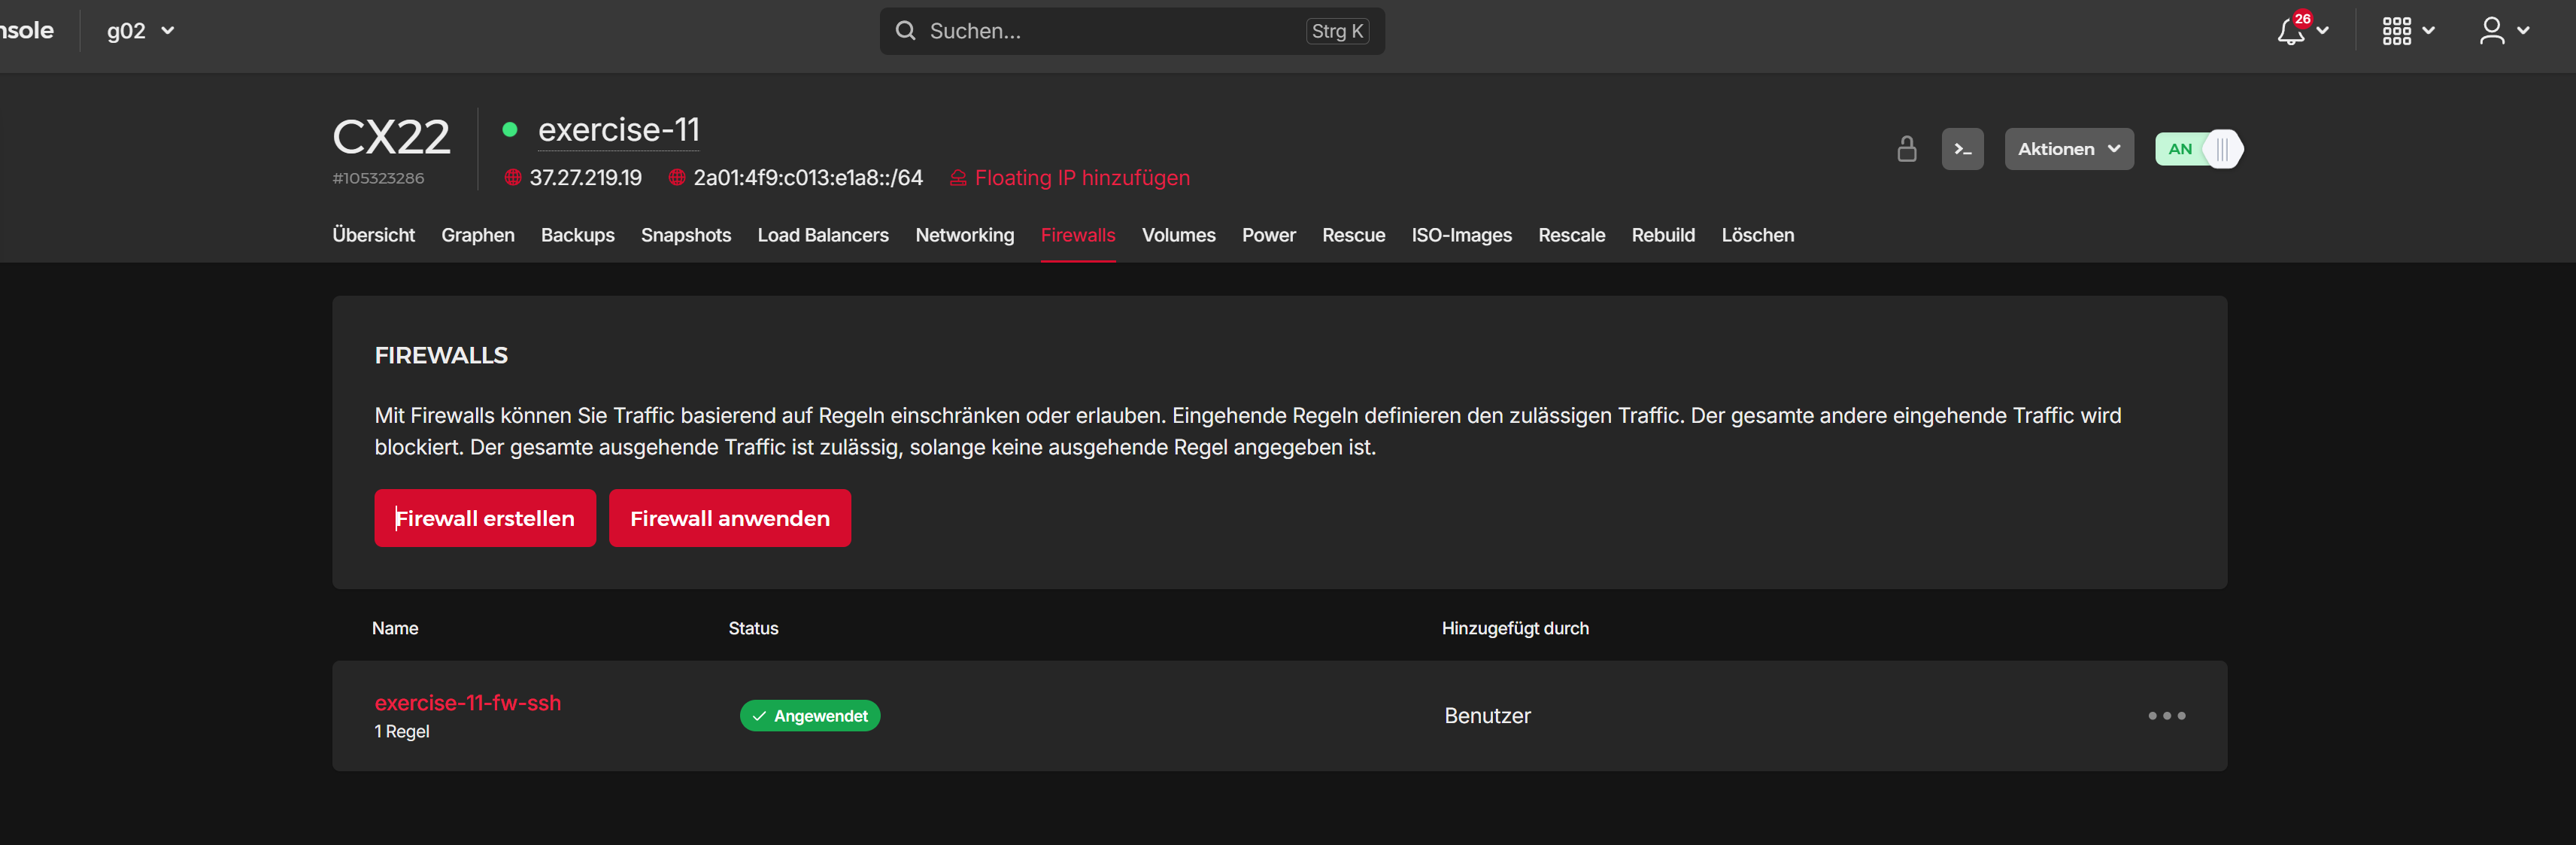 nsole g02 Suchen... Strg K 26
CX22 exercise-11
#105323286 37.27.219.19 2a01:4f9:c013:e1a8::/64 Floating IP hinzufügen
>_ Aktionen AN
Übersicht Graphen Backups Snapshots Load Balancers Networking Firewalls Volumes Power Rescue ISO-Images Rescale Rebuild Löschen
FIREWALLS
Mit Firewalls können Sie Traffic basierend auf Regeln einschränken oder erlauben. Eingehende Regeln definieren den zulässigen Traffic. Der gesamte andere eingehende Traffic wird
blockiert. Der gesamte ausgehende Traffic ist zulässig, solange keine ausgehende Regel angegeben ist.
Firewall erstellen Firewall anwenden
Name Status Hinzugefügt durch
exercise-11-fw-ssh
1 Regel Angewendet Benutzer